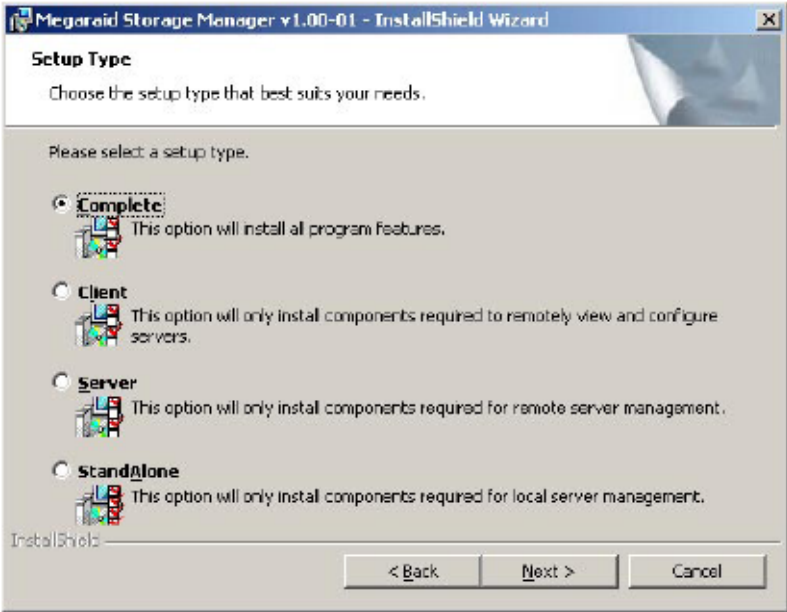 Megaraid Storage Manager v1.00-01 - InstallShield Wizard
Setup Type
Choose the setup type that best suits your needs.
Please select a setup type.
Complete
This option will install all program features.
Client
This option will only install components required to remotely view and configure
servers.
Server
This option will only install components required for remote server management.
StandAlone
This option will only install components required for local server management.
InstallShield
< Back
Next >
Cancel